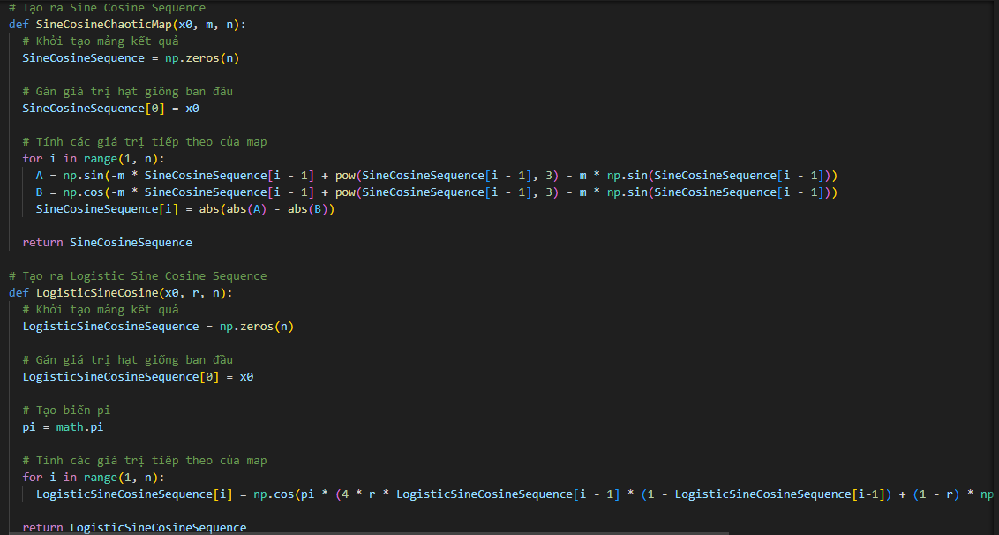 # Tạo ra Sine Cosine Sequence
def SineCosineChaoticMap(x0, m, n):
  # Khởi tạo mảng kết quả
  SineCosineSequence = np.zeros(n)

  # Gán giá trị hạt giống ban đầu
  SineCosineSequence[0] = x0

  # Tính các giá trị tiếp theo của map
  for i in range(1, n):
    A = np.sin(-m * SineCosineSequence[i - 1] + pow(SineCosineSequence[i - 1], 3) - m * np.sin(SineCosineSequence[i - 1]))
    B = np.cos(-m * SineCosineSequence[i - 1] + pow(SineCosineSequence[i - 1], 3) - m * np.sin(SineCosineSequence[i - 1]))
    SineCosineSequence[i] = abs(abs(A) - abs(B))

  return SineCosineSequence

# Tạo ra Logistic Sine Cosine Sequence
def LogisticSineCosine(x0, r, n):
  # Khởi tạo mảng kết quả
  LogisticSineCosineSequence = np.zeros(n)

  # Gán giá trị hạt giống ban đầu
  LogisticSineCosineSequence[0] = x0

  # Tạo biến pi
  pi = math.pi

  # Tính các giá trị tiếp theo của map
  for i in range(1, n):
    LogisticSineCosineSequence[i] = np.cos(pi * (4 * r * LogisticSineCosineSequence[i - 1] * (1 - LogisticSineCosineSequence[i-1]) + (1 - r) * np

  return LogisticSineCosineSequence